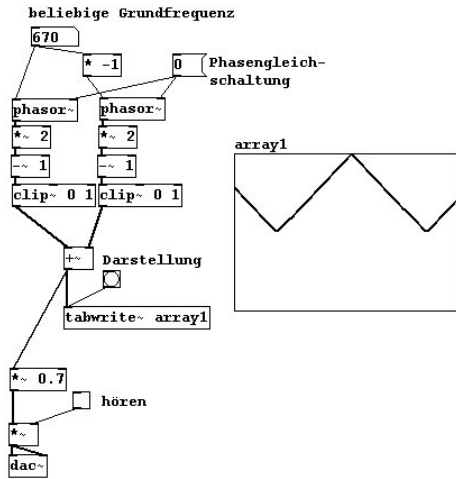 beliebige Grundfrequenz
670
* -1
0
Phasengleich-
schaltung
phasor~
phasor~
*~ 2
*~ 2
-~ 1
-~ 1
clip~ 0 1
clip~ 0 1
array1
+~
Darstellung
tabwrite~ array1
*~ 0.7
hören
*~
dac~